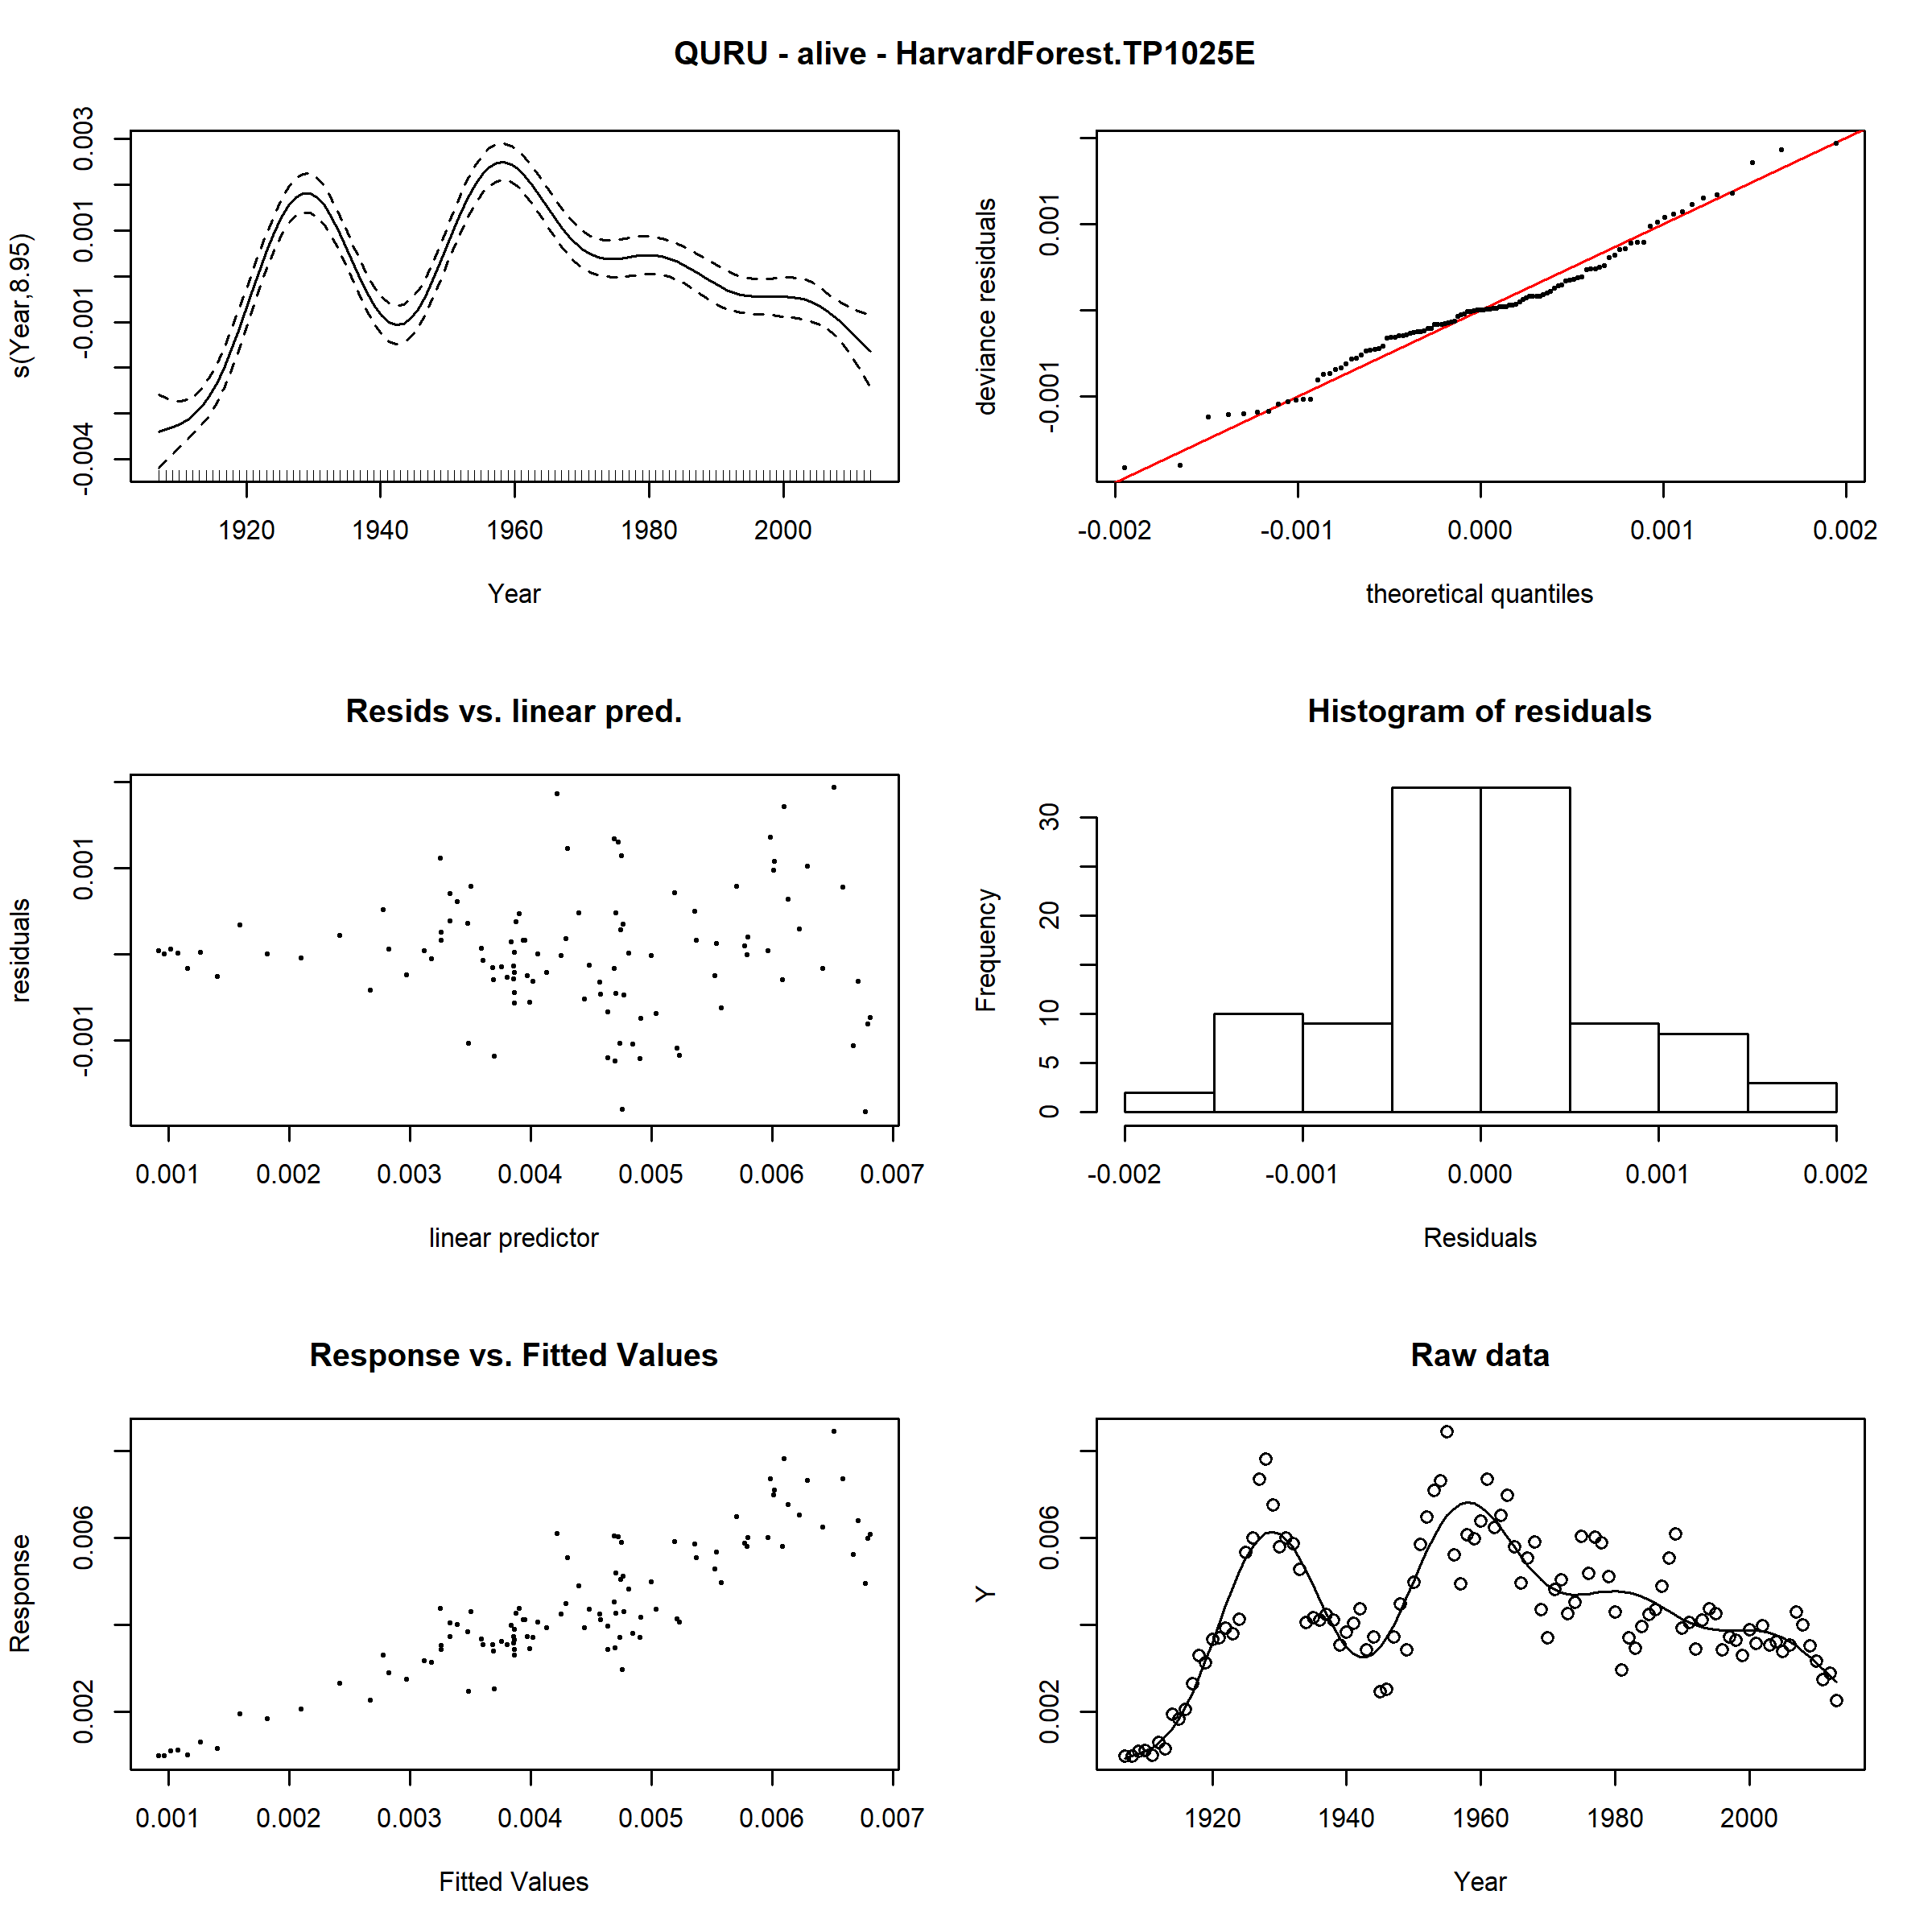 QURU - alive - HarvardForest.TP1025E
s(Year,8.95)
0.003
0.001
-0.001
-0.004
1920 1940 1960 1980 2000
Year
deviance residuals
0.001
-0.001
-0.002 -0.001 0.000 0.001 0.002
theoretical quantiles
Resids vs. linear pred.
residuals
0.001
-0.001
0.001 0.002 0.003 0.004 0.005 0.006 0.007
linear predictor
Histogram of residuals
Frequency
30
20
10
5
0
-0.002 -0.001 0.000 0.001 0.002
Residuals
Response vs. Fitted Values
Response
0.006
0.002
0.001 0.002 0.003 0.004 0.005 0.006 0.007
Fitted Values
Raw data
Y
0.006
0.002
1920 1940 1960 1980 2000
Year